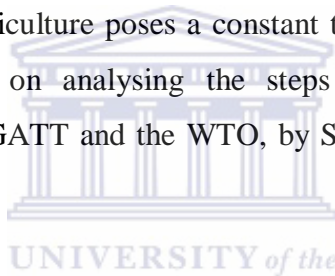 iculture poses a constant t
on analysing the steps
GATT and the WTO, by S
UNIVERSITY of the